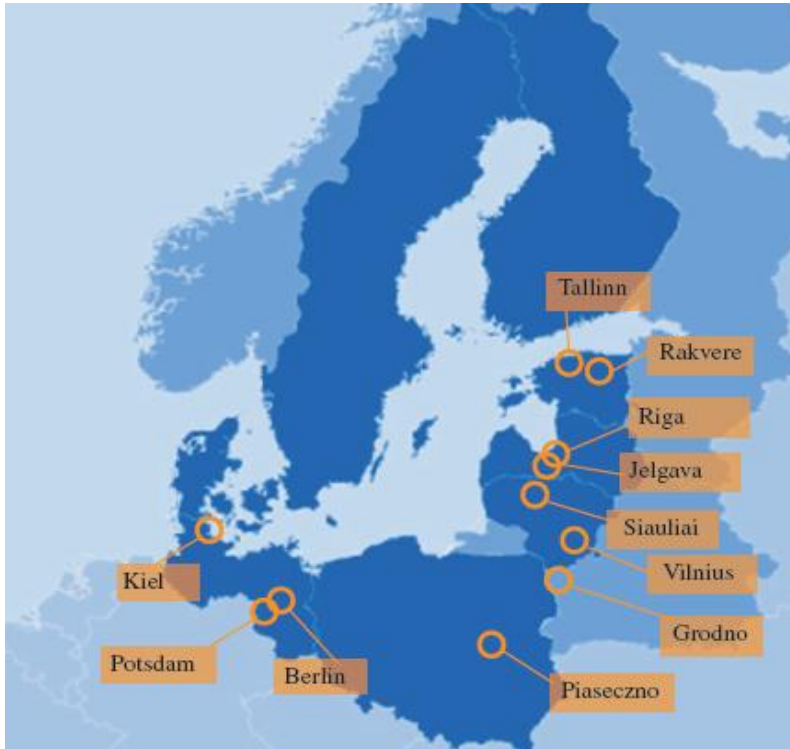 Tallinn
Rakvere
Riga
Jelgava
Siauliai
Vilnius
Kiel
Grodno
Potsdam
Berlin
Piaseczno